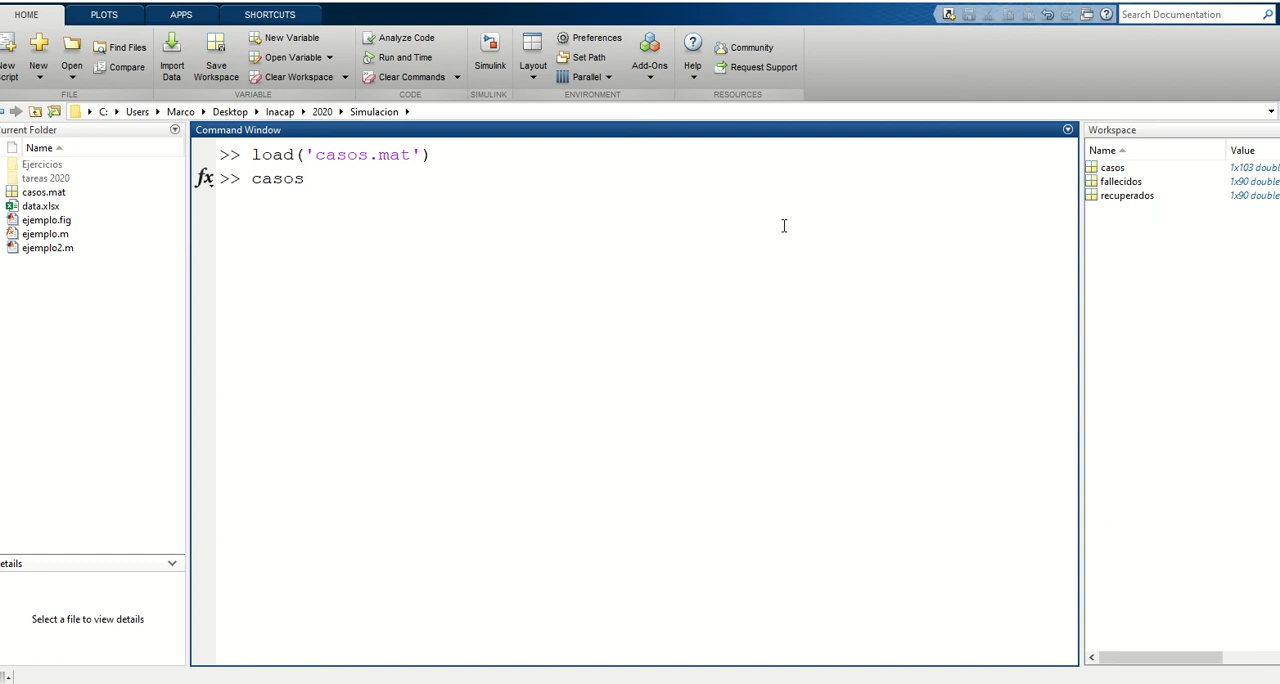 HOME
PLOTS
APPS
SHORTCUTS
Search Documentation
New Variable
Analyze Code
Preferences
Community
Find Files
Open Variable
Run and Time
Set Path
Compare
Request Support
New
Open
Import
Data
Save
Workspace
Clear Workspace
Clear Commands
Simulink
Layout
Parallel
Add-Ons
Help
FILE
VARIABLE
CODE
SIMULINK
ENVIRONMENT
RESOURCES
C: Users Marco Desktop Inacap 2020 Simulacion
urrent Folder
Command Window
Workspace
Name
Name Value
Ejercicios
tareas 2020
casos.mat
data.xlsx
ejemplo.fig
ejemplo.m
ejemplo2.m
>> load('casos.mat')
fx >> casos
casos 1x103 doubl
fallecidos 1x90 double
recuperados 1x90 double
etails
Select a file to view details